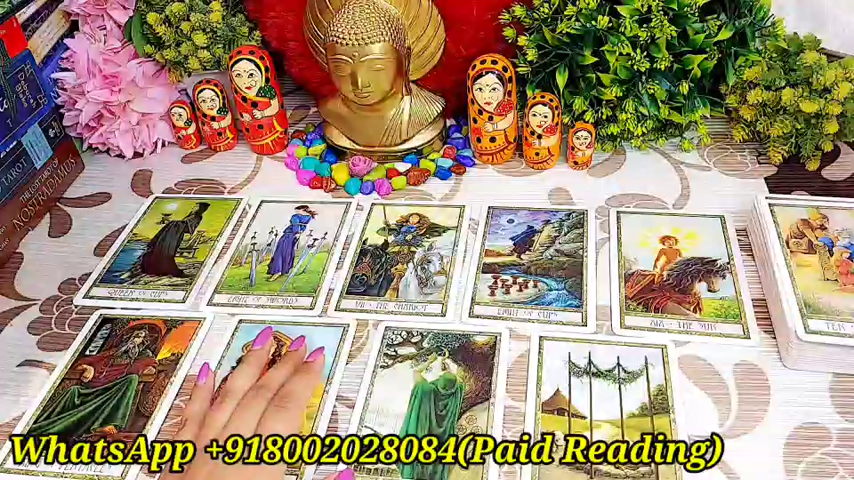 TAROT
NOSTRADAMUS
QUEEN OF CUPS
EIGHT OF SWORDS
VII - THE CHARIOT
EIGHT OF CUPS
XIX - THE SUN
TEN
WhatsApp +918002028084(Paid Reading)